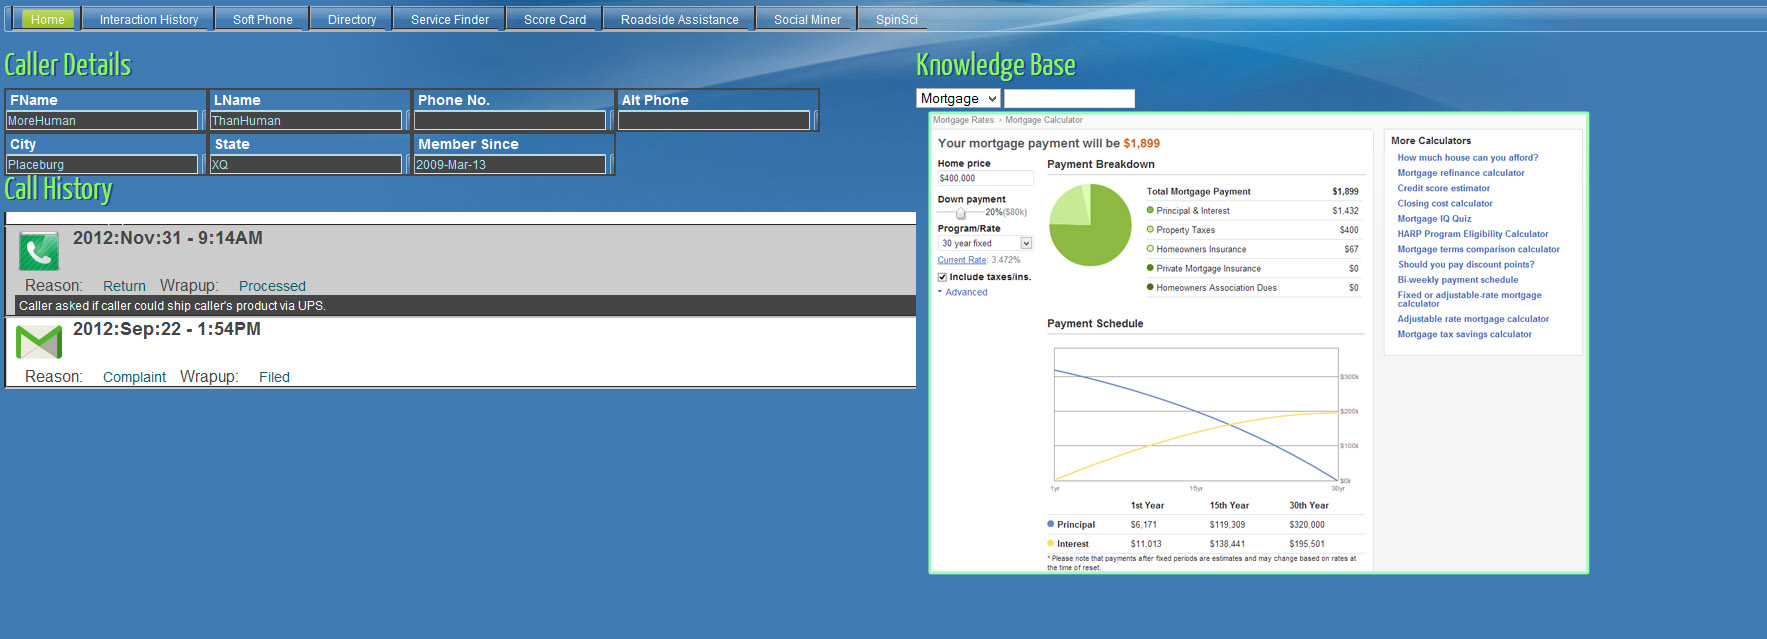 Home Interaction History Soft Phone Directory Service Finder Score Card Roadside Assistance Social Miner SpinSci
Caller Details
FName LName Phone No. Alt Phone
MoreHuman ThanHuman
City State Member Since
Placeburg XQ 2009-Mar-13
Call History
2012:Nov:31 - 9:14AM
Reason: Return Wrapup: Processed
Caller asked if caller could ship caller's product via UPS.
2012:Sep:22 - 1:54PM
Reason: Complaint Wrapup: Filed
Knowledge Base
Mortgage
Mortgage Rates › Mortgage Calculator
Your mortgage payment will be $1,899
Home price
$400,000
Down payment
20%($80k)
Program/Rate
30 year fixed
Current Rate: 3.472%
Include taxes/ins.
Advanced
Payment Breakdown
Total Mortgage Payment $1,899
Principal & Interest $1,432
Property Taxes $400
Homeowners Insurance $67
Private Mortgage Insurance $0
Homeowners Association Dues $0
Payment Schedule
$300k
$200k
$100k
$0k
1yr 15yr 30yr
1st Year 15th Year 30th Year
Principal $6,171 $119,309 $320,000
Interest $11,013 $138,441 $195,501
* Please note that payments after fixed periods are estimates and may change based on rates at
the time of reset.
More Calculators
How much house can you afford?
Mortgage refinance calculator
Credit score estimator
Closing cost calculator
Mortgage IQ Quiz
HARP Program Eligibility Calculator
Mortgage terms comparison calculator
Should you pay discount points?
Bi-weekly payment schedule
Fixed or adjustable-rate mortgage
calculator
Adjustable rate mortgage calculator
Mortgage tax savings calculator